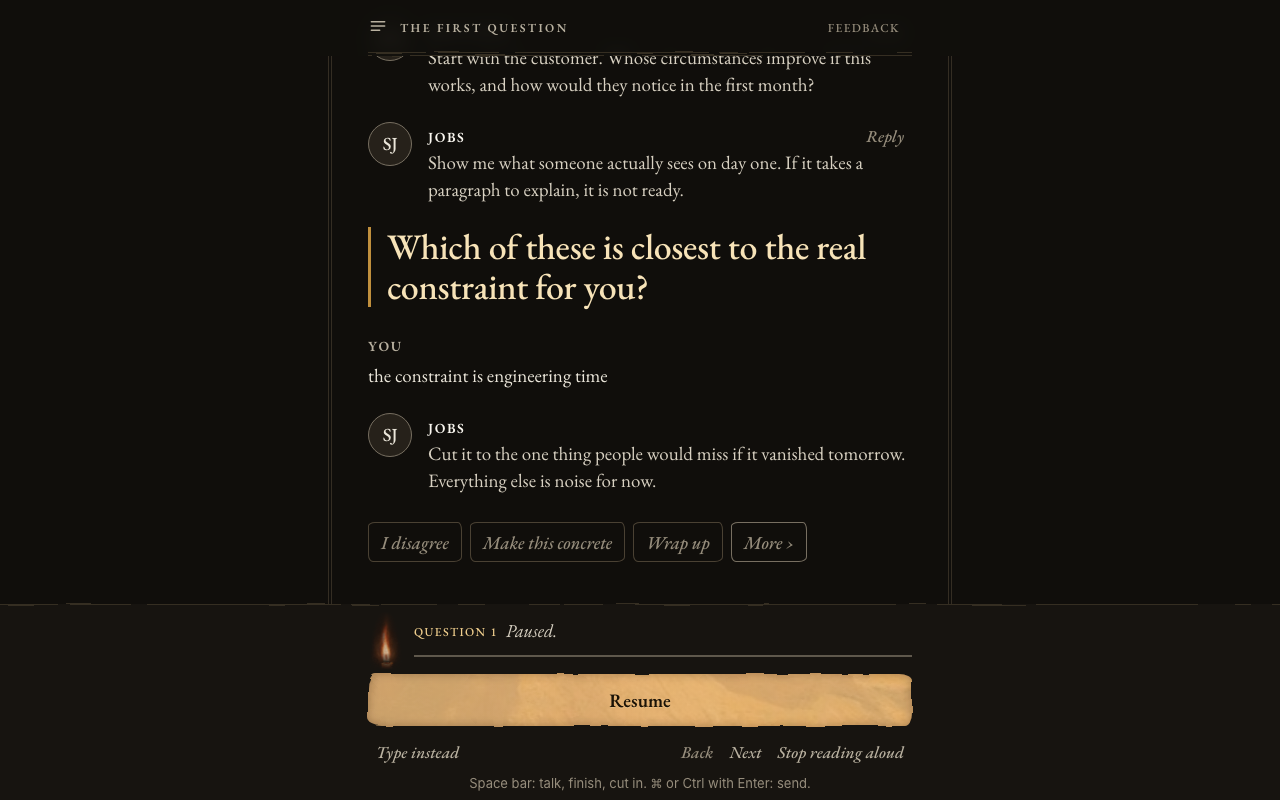 THE FIRST QUESTION
FEEDBACK
Start with the customer. Whose circumstances improve if this
works, and how would they notice in the first month?
SJ
JOBS
Reply
Show me what someone actually sees on day one. If it takes a
paragraph to explain, it is not ready.
Which of these is closest to the real
constraint for you?
YOU
the constraint is engineering time
SJ
JOBS
Cut it to the one thing people would miss if it vanished tomorrow.
Everything else is noise for now.
I disagree
Make this concrete
Wrap up
More ›
QUESTION 1 Paused.
Resume
Type instead
Back
Next
Stop reading aloud
Space bar: talk, finish, cut in. ⌘ or Ctrl with Enter: send.